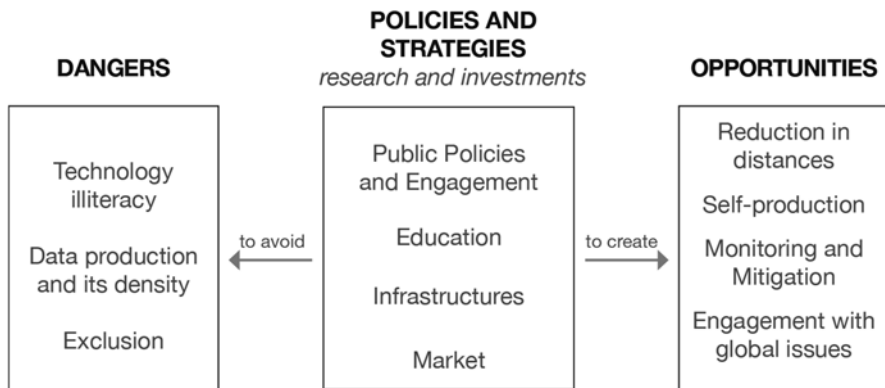 DANGERS
Technology
illiteracy
Data production
and its density
Exclusion
to avoid
POLICIES AND
STRATEGIES
research and investments
Public Policies
and Engagement
Education
Infrastructures
Market
to create
OPPORTUNITIES
Reduction in
distances
Self-production
Monitoring and
Mitigation
Engagement with
global issues